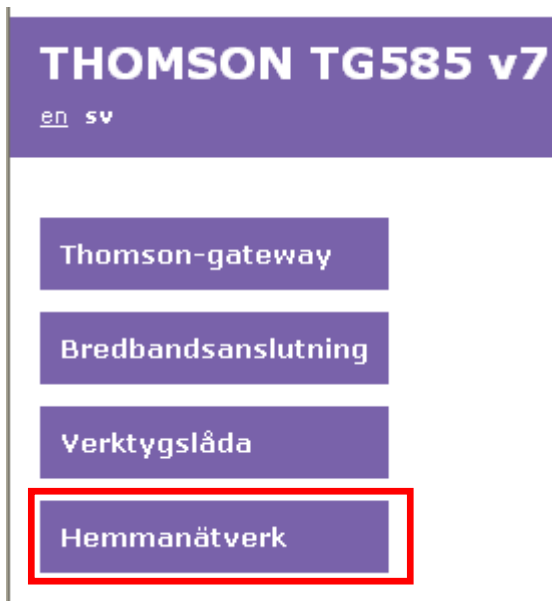 THOMSON TG585 v7
en sv
Thomson-gateway
Bredbandsanslutning
Verktygslåda
Hemmanätverk